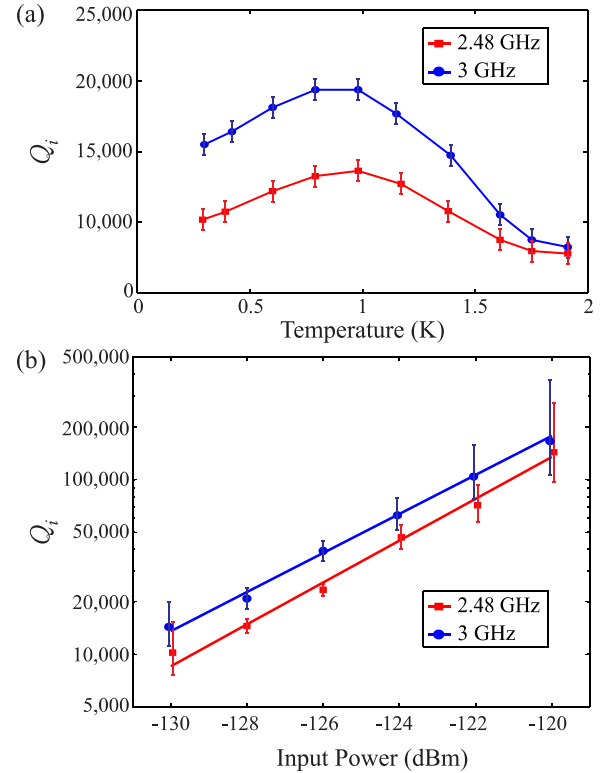 (a)
25,000
20,000
15,000
10,000
0
Q_i
2.48 GHz
3 GHz
0 0.5 1 1.5 2
Temperature (K)
(b)
500,000
200,000
100,000
50,000
20,000
10,000
5,000
Q_i
2.48 GHz
3 GHz
-130 -128 -126 -124 -122 -120
Input Power (dBm)